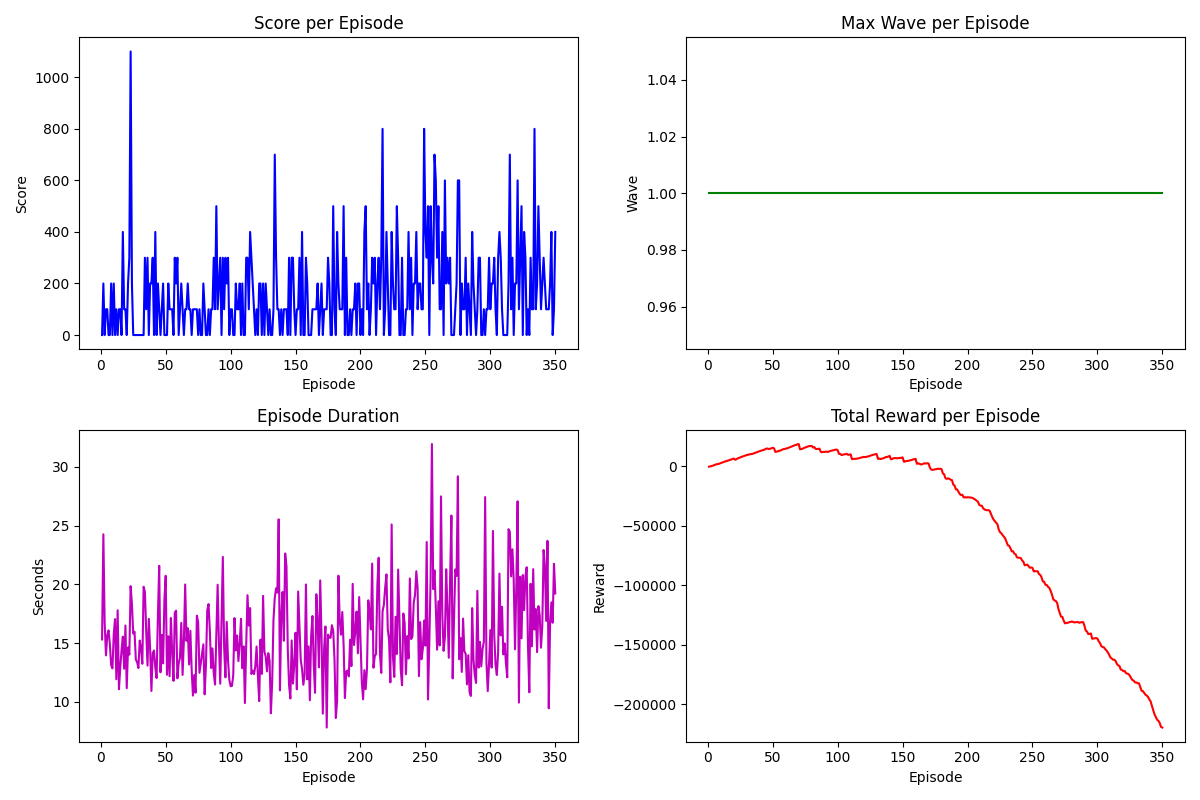 Score per Episode
Score
1000
800
600
400
200
0
0 50 100 150 200 250 300 350
Episode
Max Wave per Episode
Wave
1.04
1.02
1.00
0.98
0.96
0 50 100 150 200 250 300 350
Episode
Episode Duration
Seconds
30
25
20
15
10
0 50 100 150 200 250 300 350
Episode
Total Reward per Episode
Reward
0
−50000
−100000
−150000
−200000
0 50 100 150 200 250 300 350
Episode